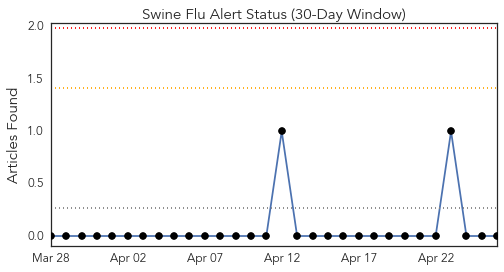 Swine Flu Alert Status (30-Day Window)
Articles Found
2.0
1.5
1.0
0.5
0.0
Mar 28 Apr 02 Apr 07 Apr 12 Apr 17 Apr 22